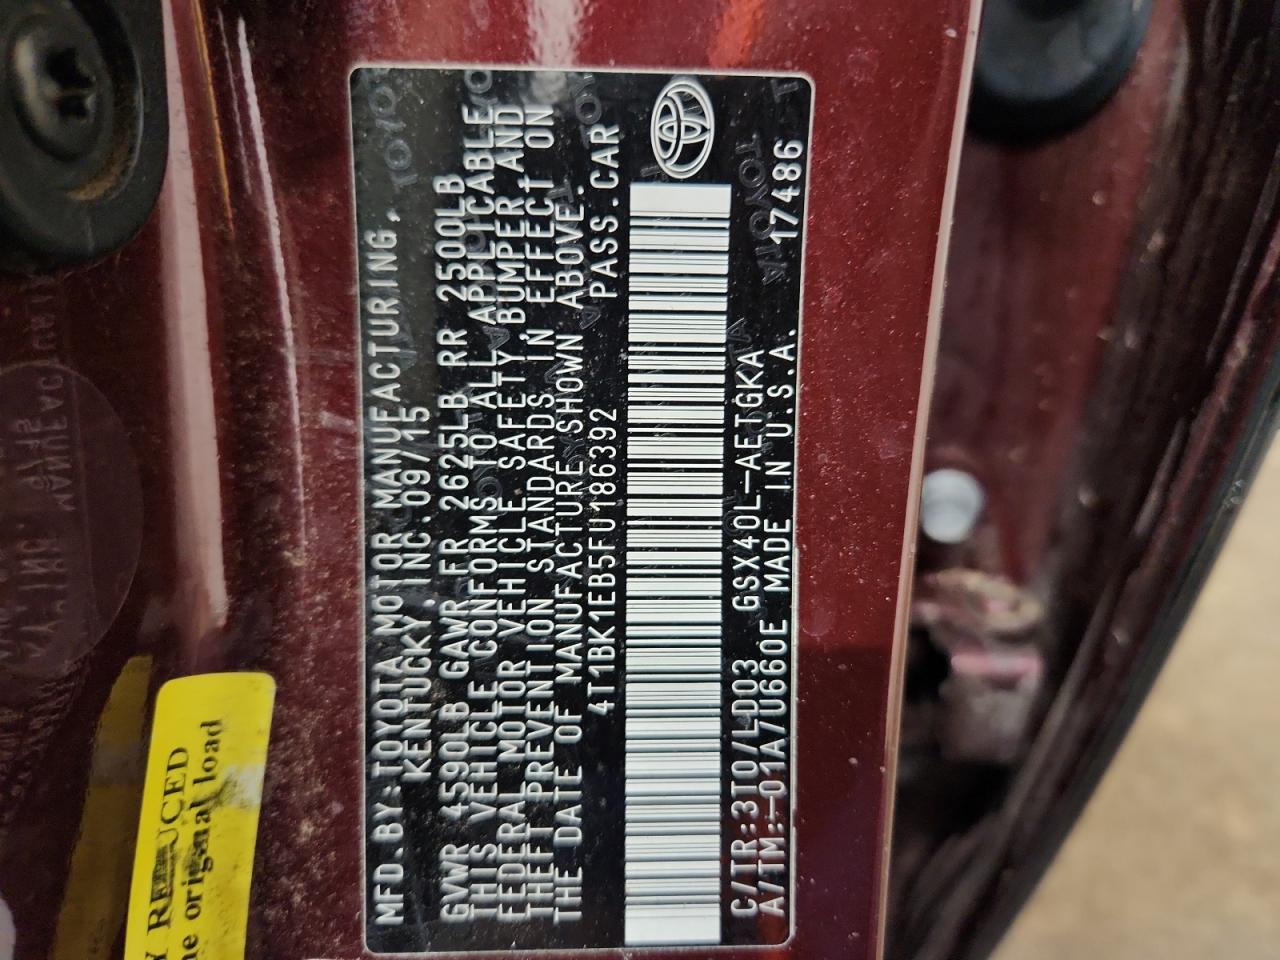 MFD.BY:TOYOTA MOTOR MANUFACTURING,
KENTUCKY,INC.09/15
GVWR 4590LB GAWR FR 2625LB RR 2500LB
THIS VEHICLE CONFORMS TO ALL APPLICABLE
FEDERAL MOTOR VEHICLE SAFETY,BUMPER,AND
THEFT PREVENTION STANDARDS IN EFFECT ON
THE DATE OF MANUFACTURE SHOWN ABOVE.
4T1BK1EB5FU186392 PASS.CAR
C/TR:3T0/LD03 GSX40L-AETGKA
A/TM:-01A/U660E MADE IN U.S.A. 17486
TOYOTA
REDUCED
original load